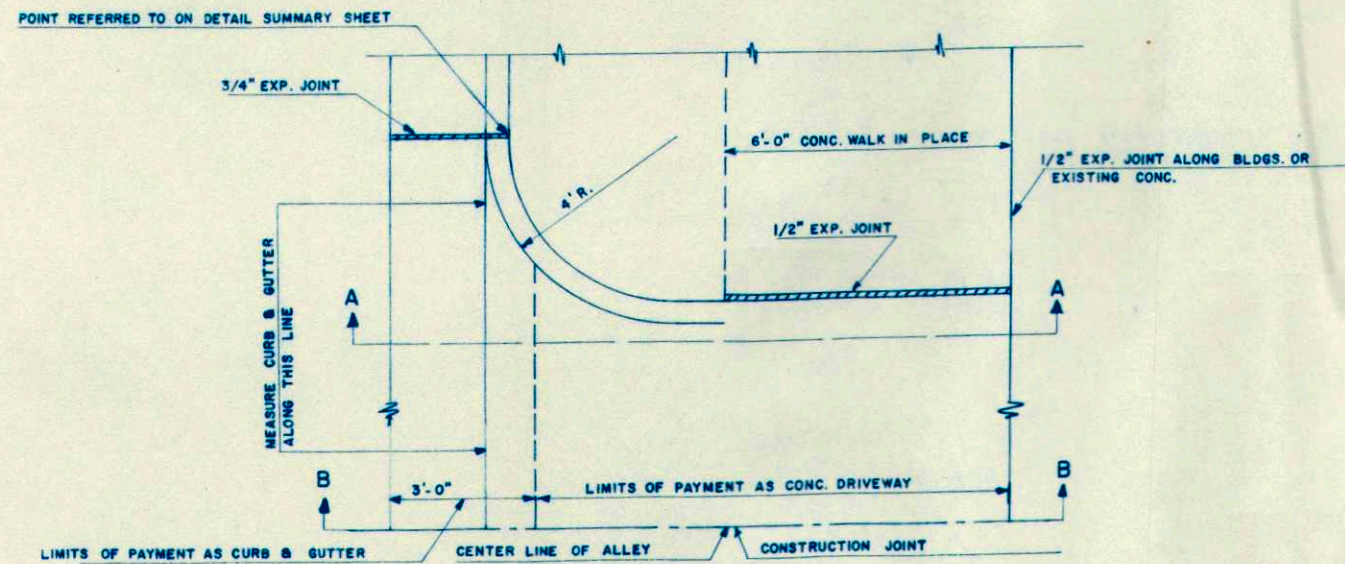 POINT REFERRED TO ON DETAIL SUMMARY SHEET
3/4" EXP. JOINT
6'-0" CONC. WALK IN PLACE
1/2" EXP. JOINT ALONG BLDGS. OR
EXISTING CONC.
4' R.
1/2" EXP. JOINT
MEASURE CURB & GUTTER
ALONG THIS LINE
A
A
B
B
3'-0"
LIMITS OF PAYMENT AS CONC. DRIVEWAY
LIMITS OF PAYMENT AS CURB & GUTTER
CENTER LINE OF ALLEY
CONSTRUCTION JOINT